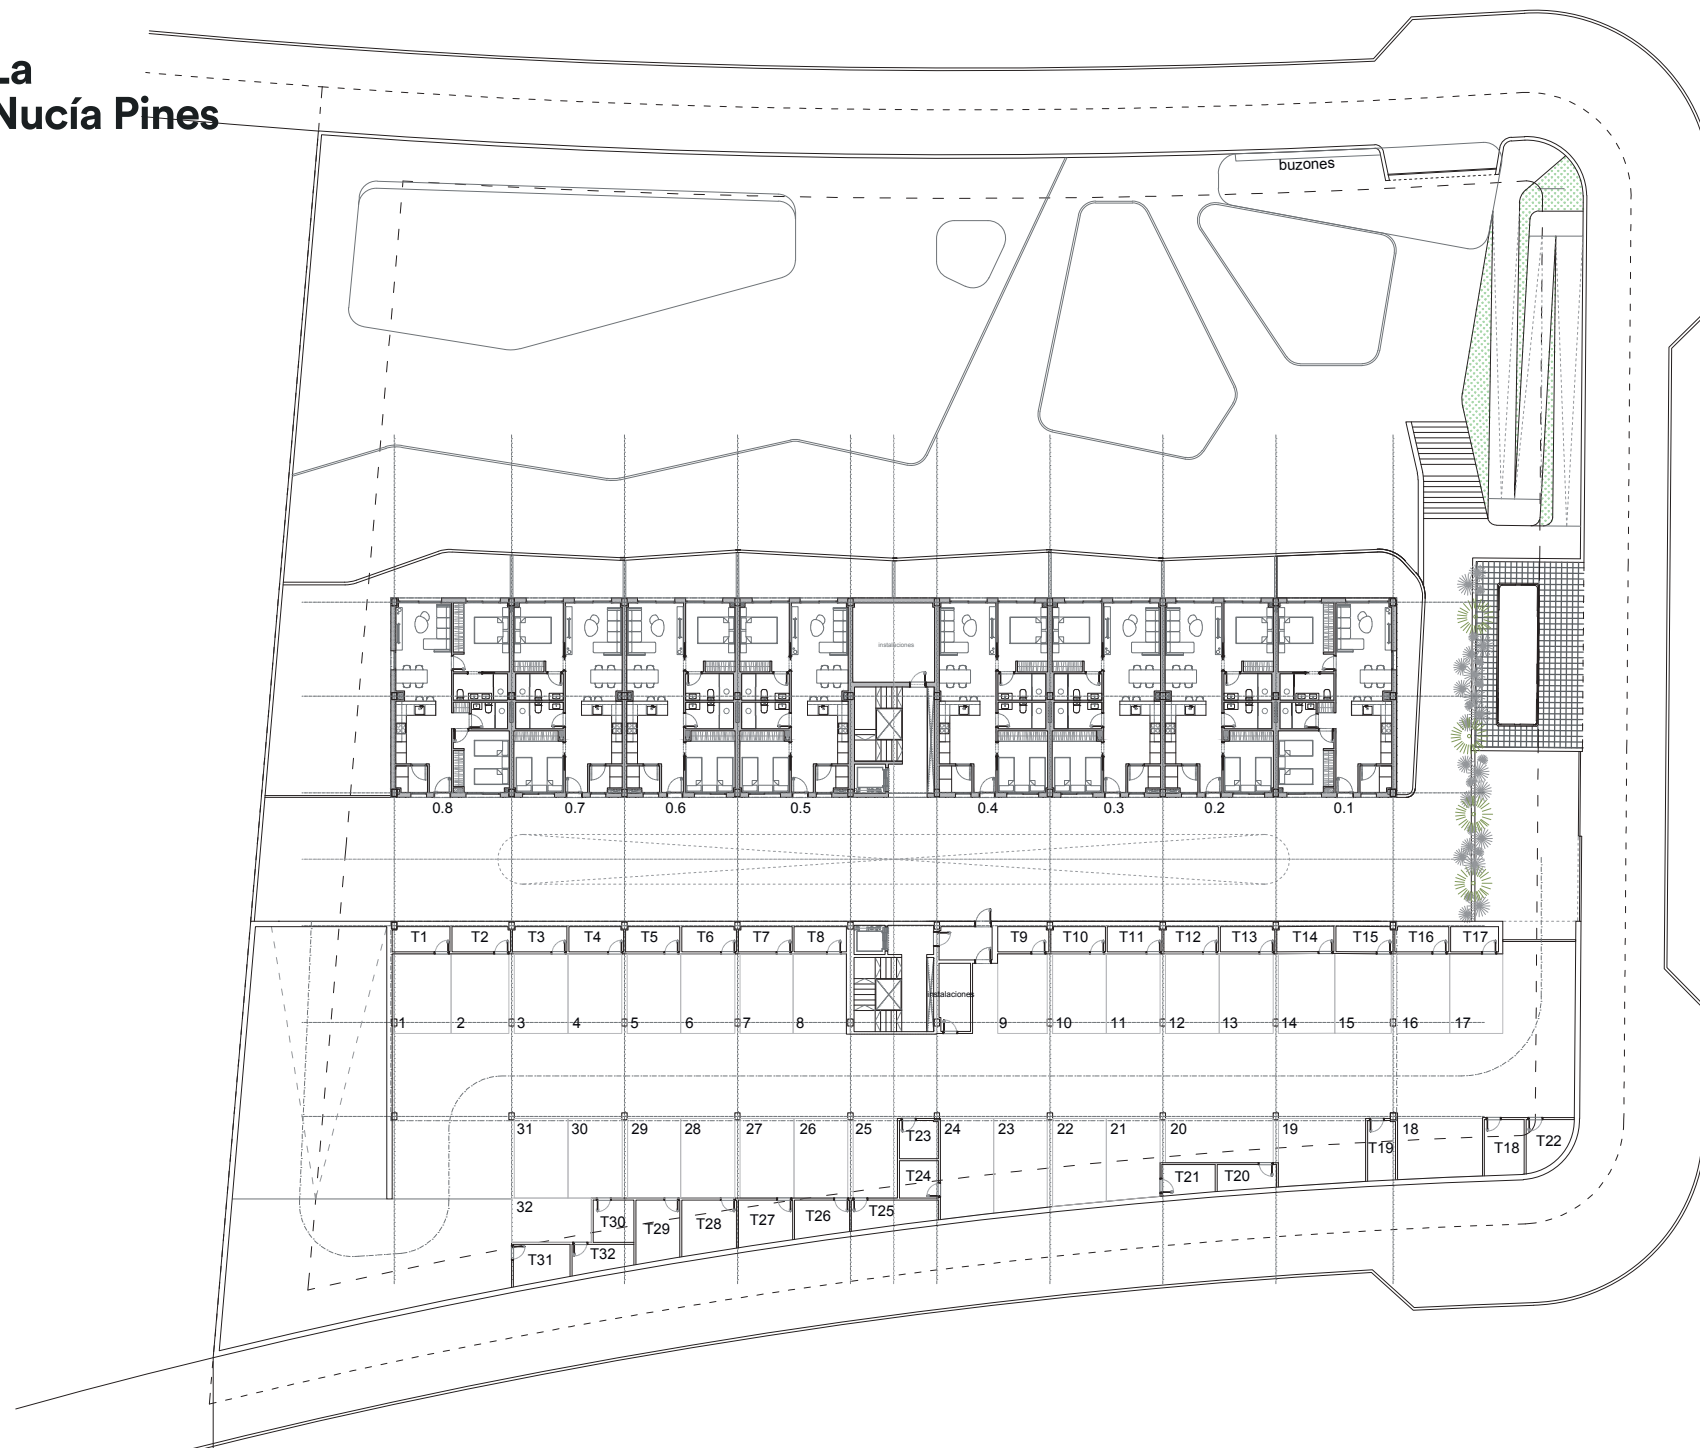 La
Nucía Pines
buzones
instalaciones
0.8 0.7 0.6 0.5 0.4 0.3 0.2 0.1
T1 T2 T3 T4 T5 T6 T7 T8 T9 T10 T11 T12 T13 T14 T15 T16 T17
instalaciones
1 2 3 4 5 6 7 8 9 10 11 12 13 14 15 16 17
31 30 29 28 27 26 25 T23 24 23 22 21 20 19 T19 18 T18 T22
T24 T21 T20
32 T30 T29 T28 T27 T26 T25
T31 T32